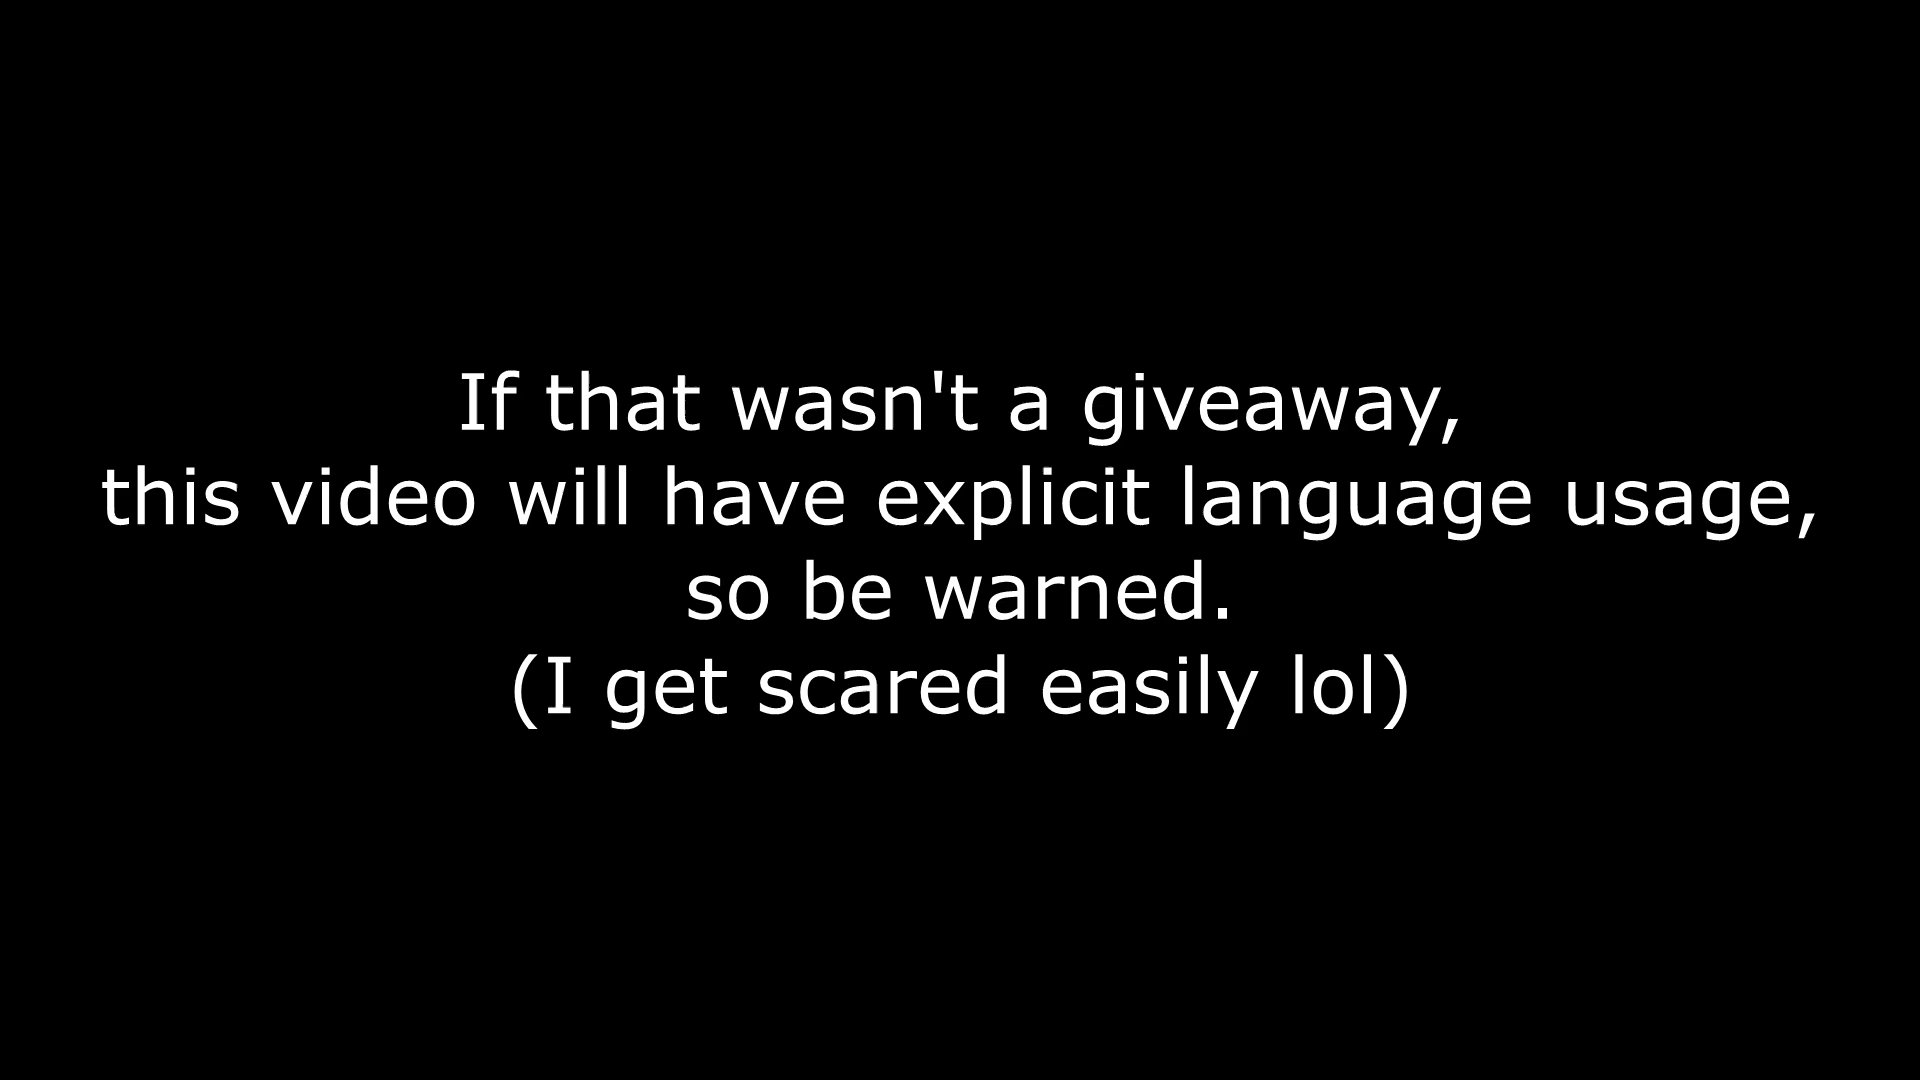 If that wasn't a giveaway,
this video will have explicit language usage,
so be warned.
(I get scared easily lol)